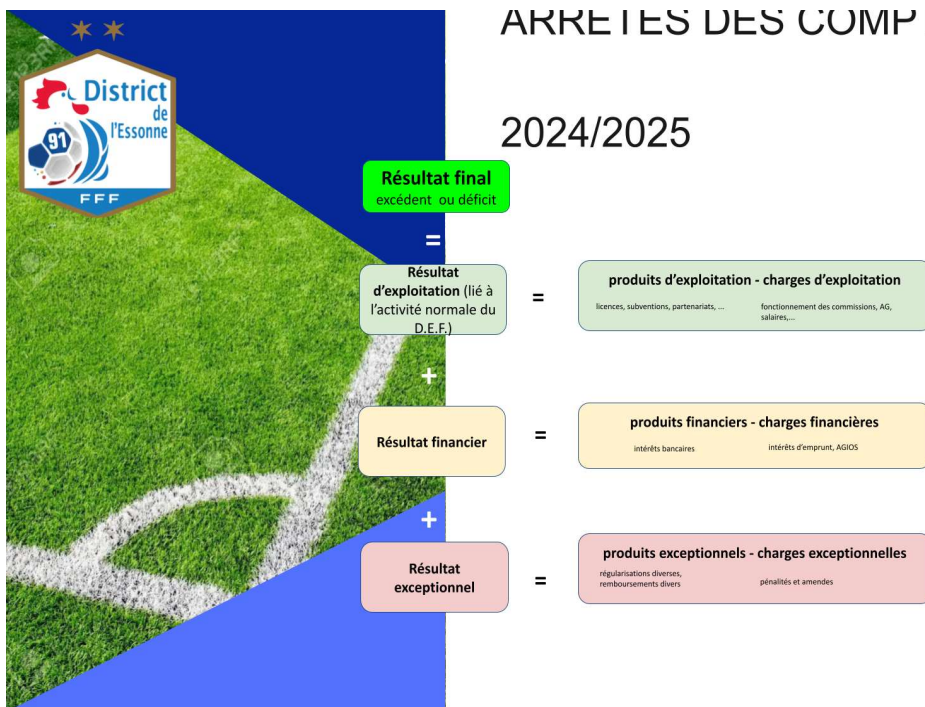 ARRETES DES COMP
2024/2025
District
de
l'Essonne
91
FFF
Résultat final
excédent ou déficit
=
Résultat
d'exploitation (lié à
l'activité normale du
D.E.F.)
=
produits d'exploitation - charges d'exploitation
licences, subventions, partenariats, ...
fonctionnement des commissions, AG,
salaires,...
+
Résultat financier
=
produits financiers - charges financières
intérêts bancaires
intérêts d'emprunt, AGIOS
+
Résultat
exceptionnel
=
produits exceptionnels - charges exceptionnelles
régularisations diverses,
remboursements divers
pénalités et amendes